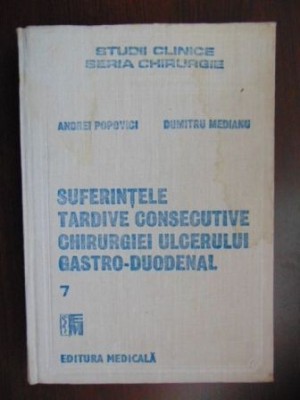 STUDII CLINICE
SERIA CHIRURGIE
ANDREI POPOVICI DUMITRU MEDIANU
SUFERINȚELE
TARDIVE CONSECUTIVE
CHIRURGIEI ULCERULUI
GASTRO-DUODENAL
7
EDITURA MEDICALĂ